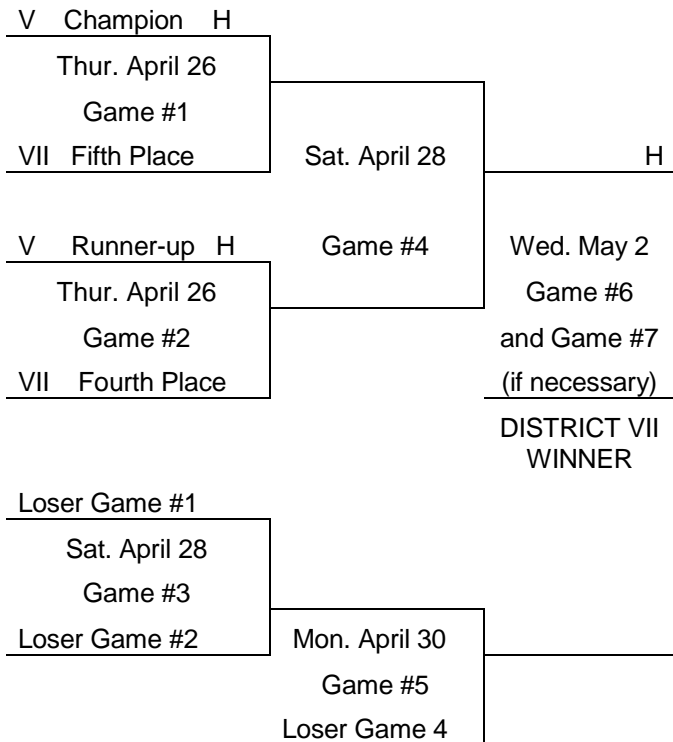 V Champion H
Thur. April 26
Game #1
VII Fifth Place
Sat. April 28
H
V Runner-up H
Game #4
Wed. May 2
Thur. April 26
Game #6
Game #2
and Game #7
VII Fourth Place
(if necessary)
DISTRICT VII
WINNER
Loser Game #1
Sat. April 28
Game #3
Loser Game #2
Mon. April 30
Game #5
Loser Game 4